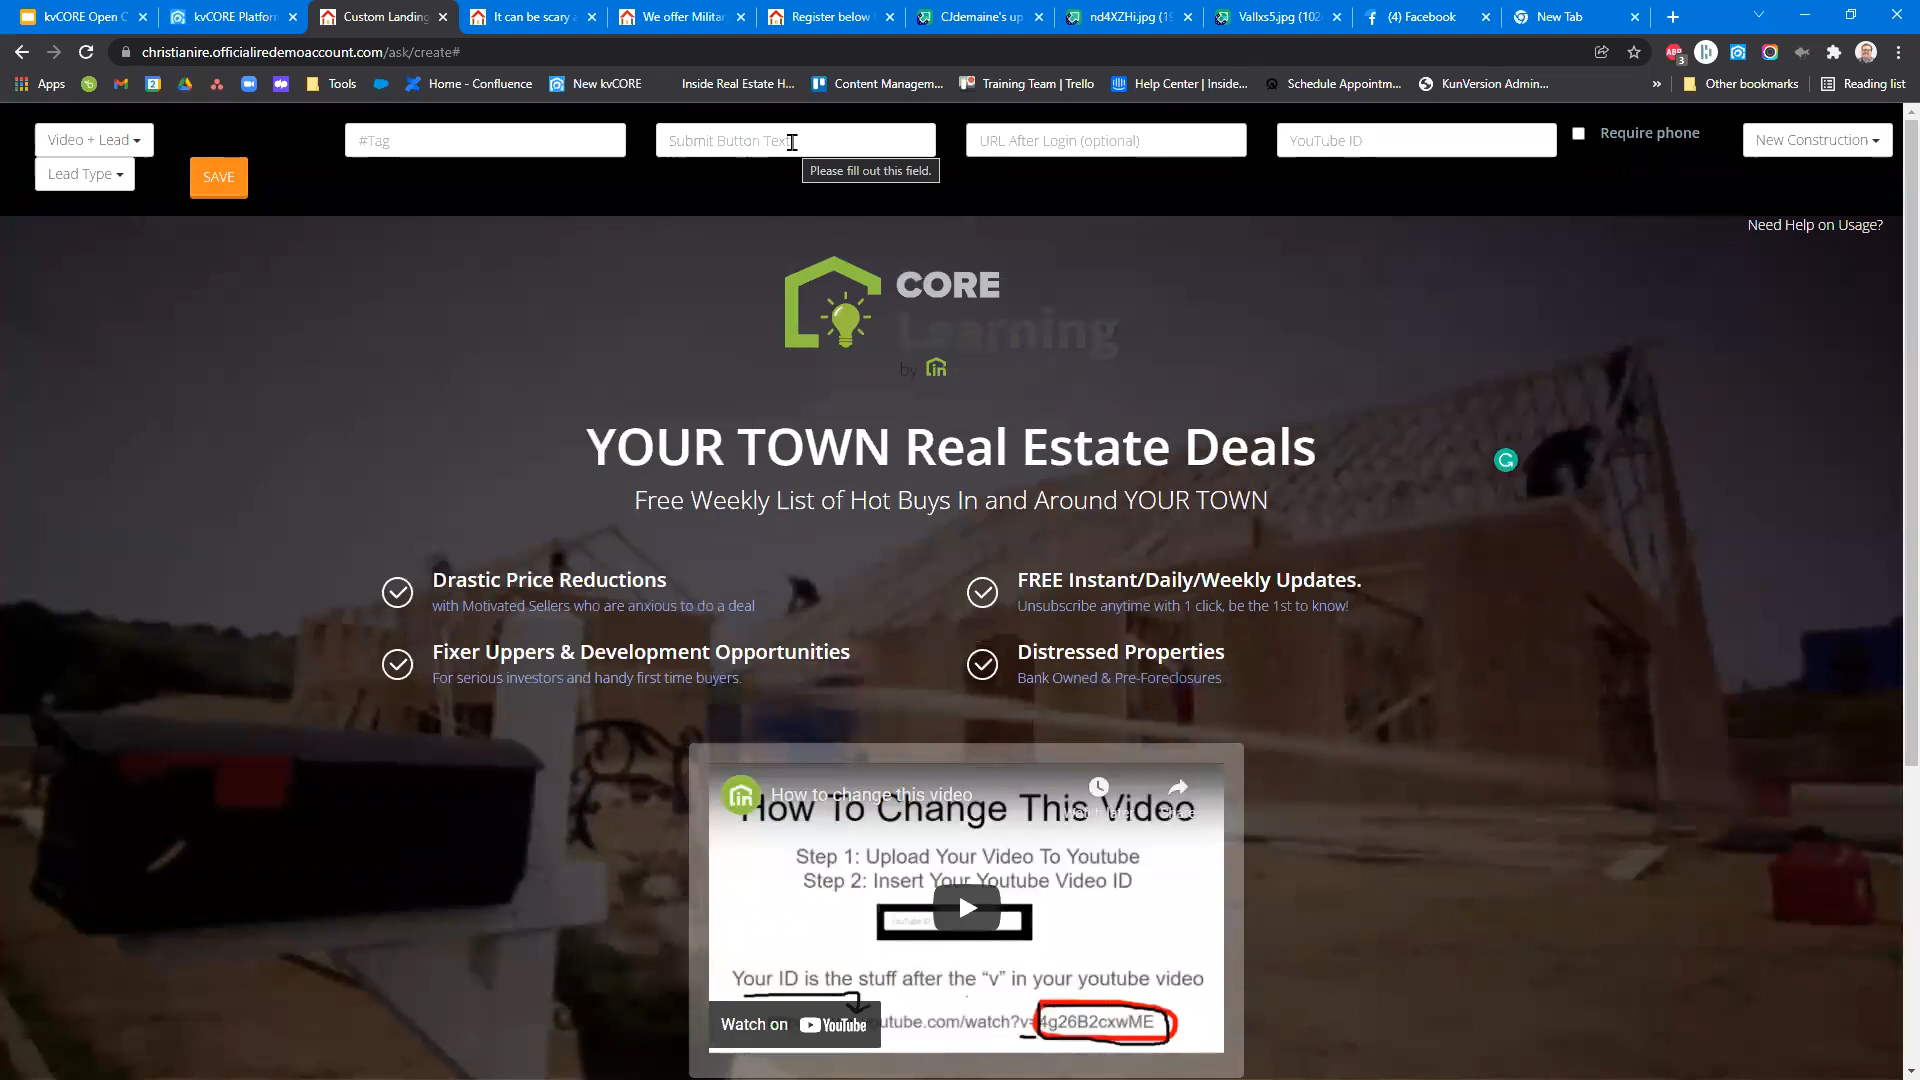 kvCORE Open C
kvCORE Platform
Custom Landing
It can be scary a
We offer Militar
Register below f
CJdemaine's up
nd4XZHi.jpg (19
Vallxs5.jpg (102
(4) Facebook
New Tab
christianire.officialiredemoaccount.com/ask/create#
Apps
Tools
Home - Confluence
New kvCORE
Inside Real Estate H...
Content Managem...
Training Team | Trello
Help Center | Inside...
Schedule Appointm...
KunVersion Admin...
»
Other bookmarks
Reading list
Video + Lead
#Tag
Submit Button Text
URL After Login (optional)
YouTube ID
Require phone
New Construction
Lead Type
SAVE
Please fill out this field.
Need Help on Usage?
CORE
Learning
by in
YOUR TOWN Real Estate Deals
Free Weekly List of Hot Buys In and Around YOUR TOWN
Drastic Price Reductions
with Motivated Sellers who are anxious to do a deal
FREE Instant/Daily/Weekly Updates.
Unsubscribe anytime with 1 click, be the 1st to know!
Fixer Uppers & Development Opportunities
For serious investors and handy first time buyers.
Distressed Properties
Bank Owned & Pre-Foreclosures
How to change this video
How To Change This Video
Watch later
Share
Step 1: Upload Your Video To Youtube
Step 2: Insert Your Youtube Video ID
YouTube ID
Your ID is the stuff after the “v” in your youtube video
Watch on YouTube
outube.com/watch?v=4g26B2cxwME